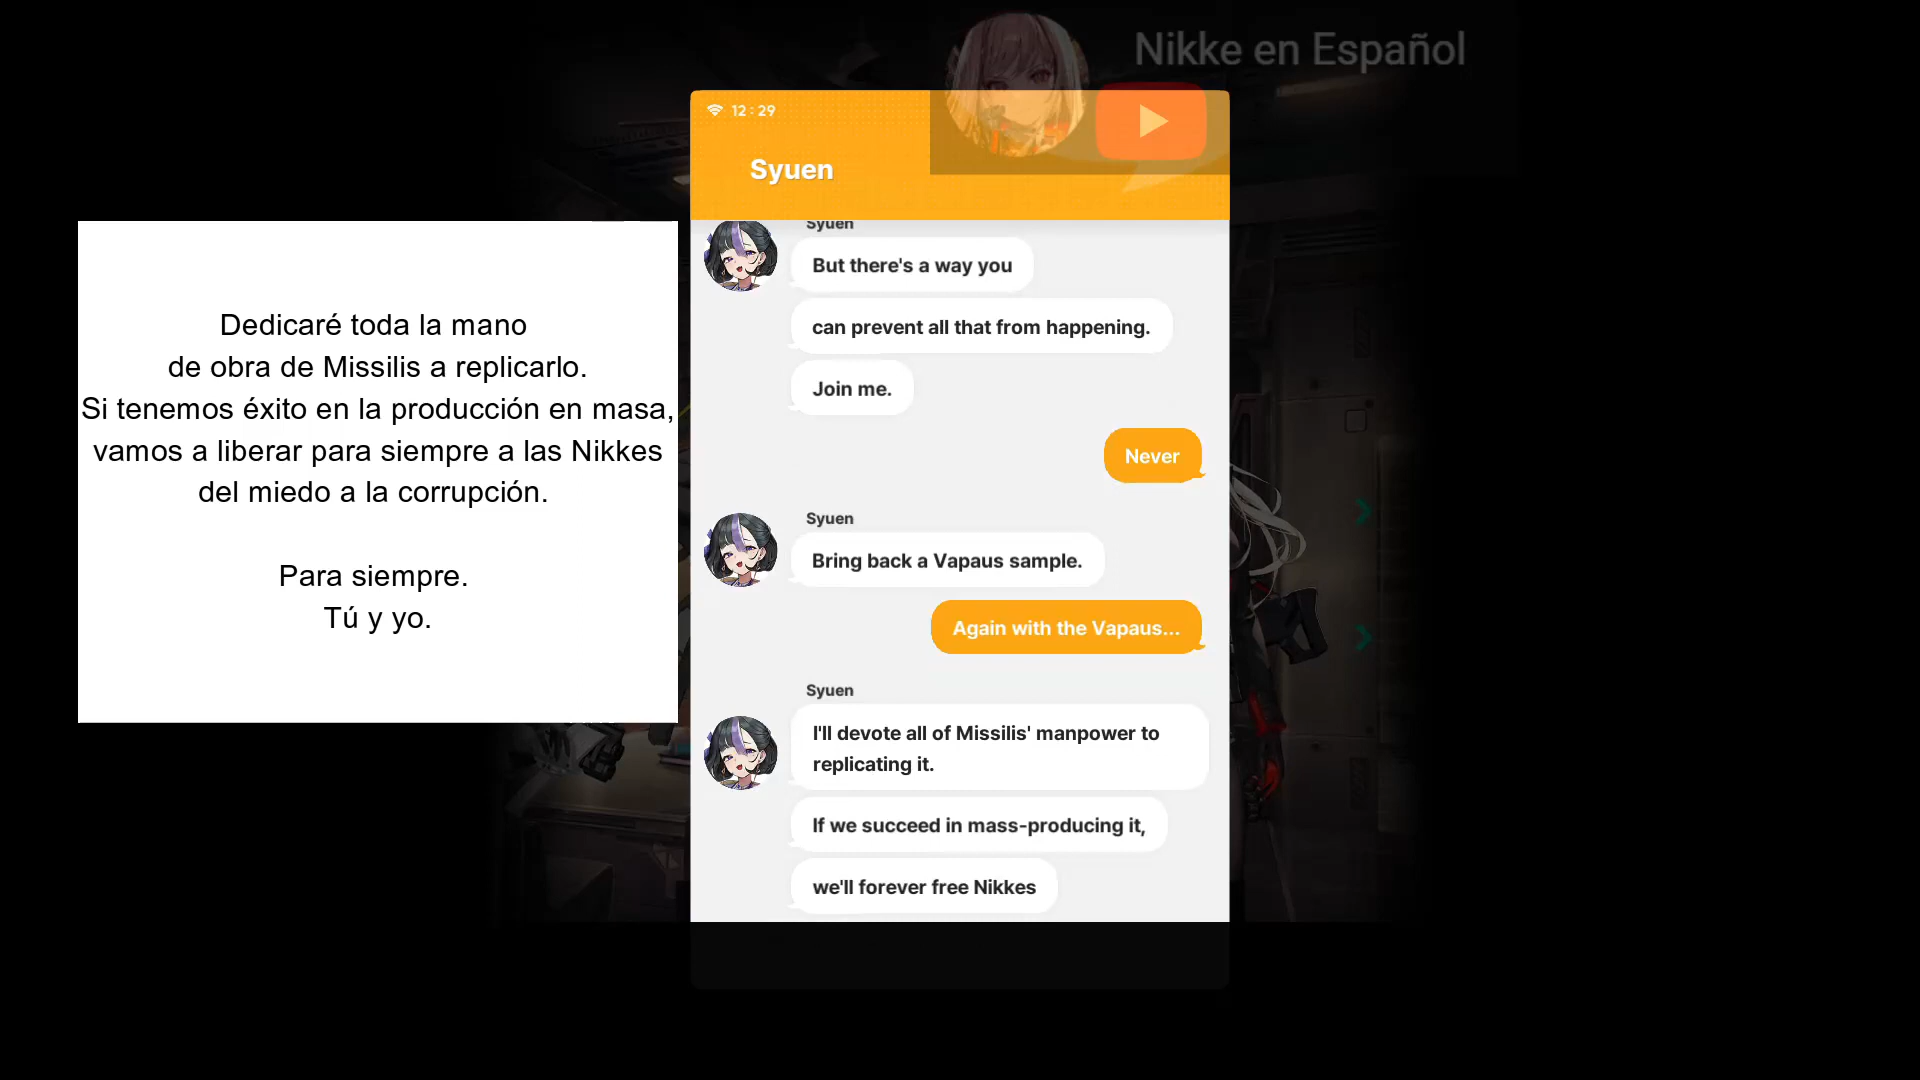 Nikke en Español
12:29
Syuen
Dedicaré toda la mano
de obra de Missilis a replicarlo.
Si tenemos éxito en la producción en masa,
vamos a liberar para siempre a las Nikkes
del miedo a la corrupción.
Para siempre.
Tú y yo.
Syuen
But there's a way you
can prevent all that from happening.
Join me.
Never
Syuen
Bring back a Vapaus sample.
Again with the Vapaus...
Syuen
I'll devote all of Missilis' manpower to
replicating it.
If we succeed in mass-producing it,
we'll forever free Nikkes